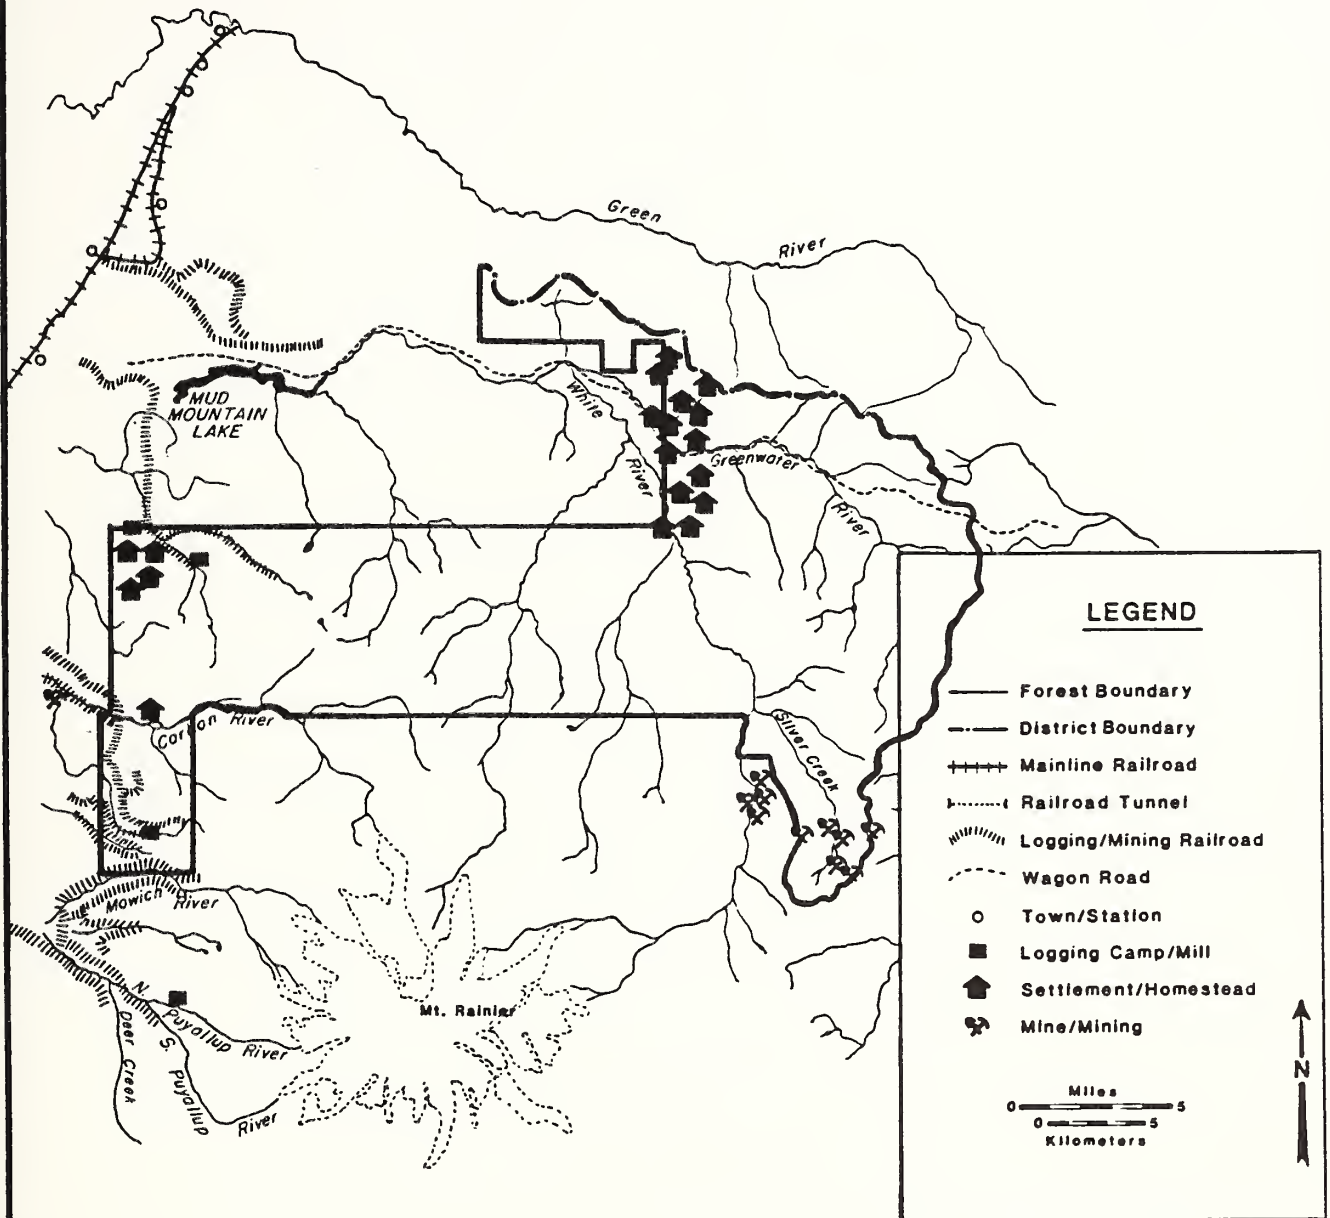 Green
River
White
River
Greenwater
River
MUD
MOUNTAIN
LAKE
Carbon River
Silver Creek
Mowich River
N. Puyallup River
S. Puyallup River
Deer Creek
Mt. Rainier
LEGEND
Forest Boundary
District Boundary
Mainline Railroad
Railroad Tunnel
Logging/Mining Railroad
Wagon Road
Town/Station
Logging Camp/Mill
Settlement/Homestead
Mine/Mining
Miles
0 5
0 5
Kilometers
N